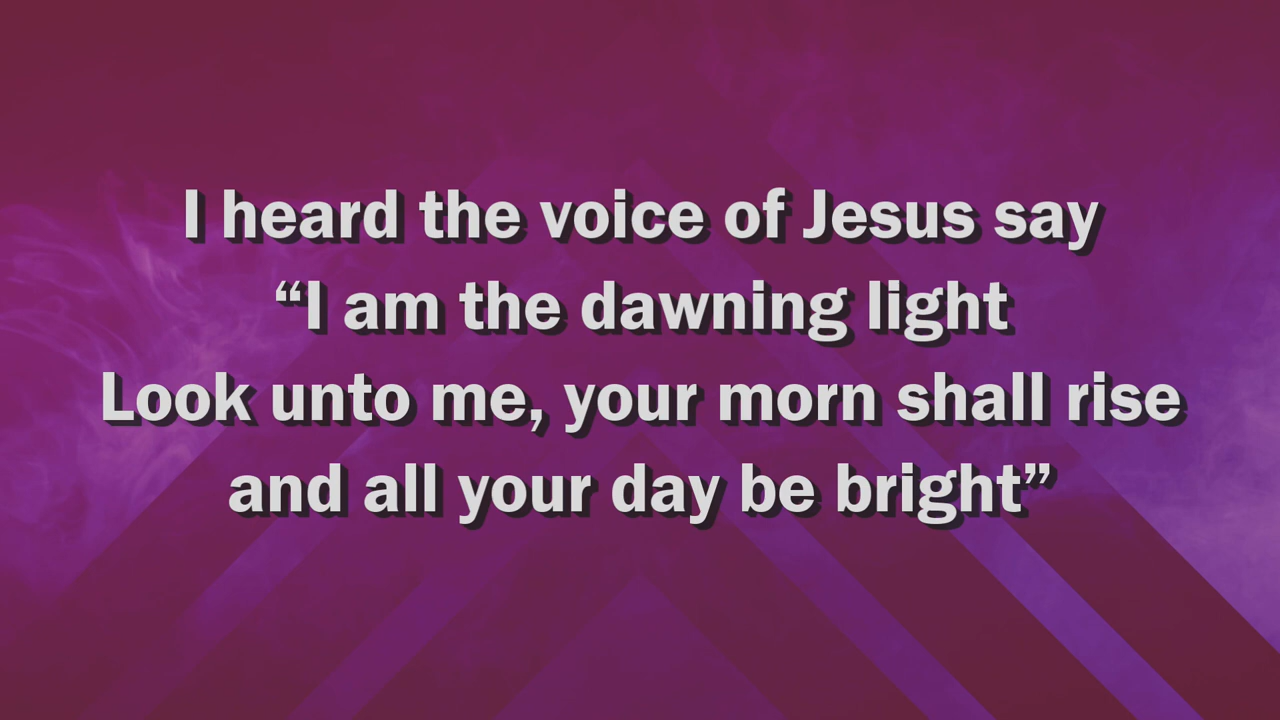 I heard the voice of Jesus say
“I am the dawning light
Look unto me, your morn shall rise
and all your day be bright”